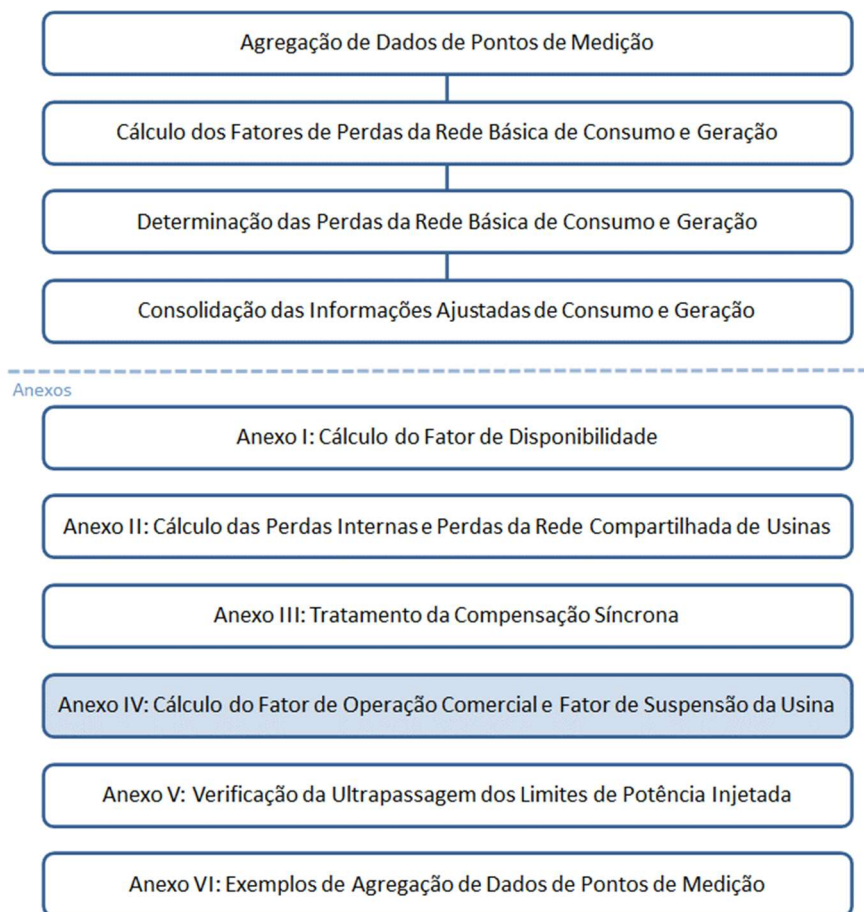 Agregação de Dados de Pontos de Medição
Cálculo dos Fatores de Perdas da Rede Básica de Consumo e Geração
Determinação das Perdas da Rede Básica de Consumo e Geração
Consolidação das Informações Ajustadas de Consumo e Geração
Anexos
Anexo I: Cálculo do Fator de Disponibilidade
Anexo II: Cálculo das Perdas Internas e Perdas da Rede Compartilhada de Usinas
Anexo III: Tratamento da Compensação Síncrona
Anexo IV: Cálculo do Fator de Operação Comercial e Fator de Suspensão da Usina
Anexo V: Verificação da Ultrapassagem dos Limites de Potência Injetada
Anexo VI: Exemplos de Agregação de Dados de Pontos de Medição